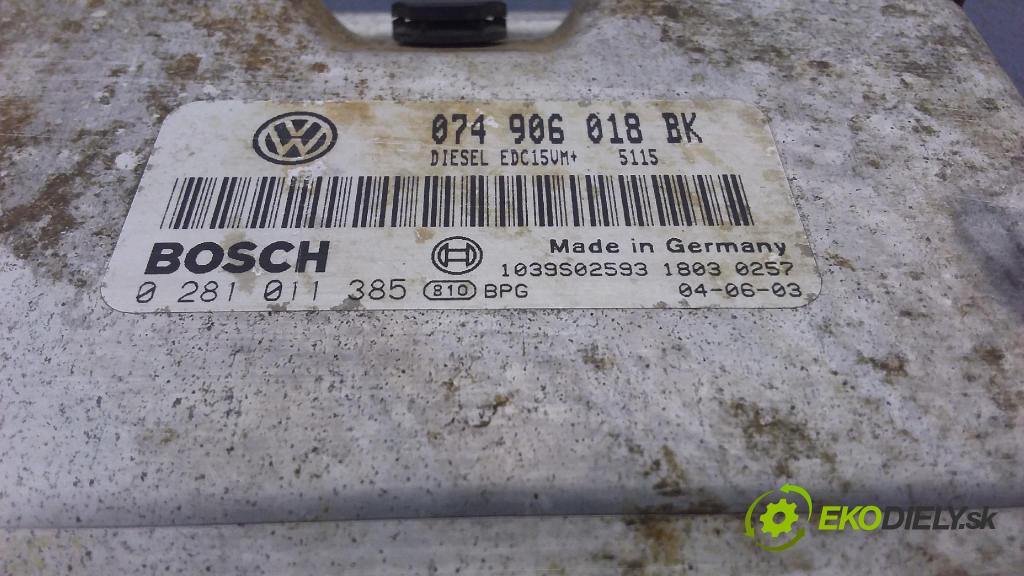 074 906 018 BK
DIESEL EDC15VM+ 5115
BOSCH
Made in Germany
1039S02593 1803 0257
0 281 011 385 810 BPG
04-06-03
EKODIELY.sk